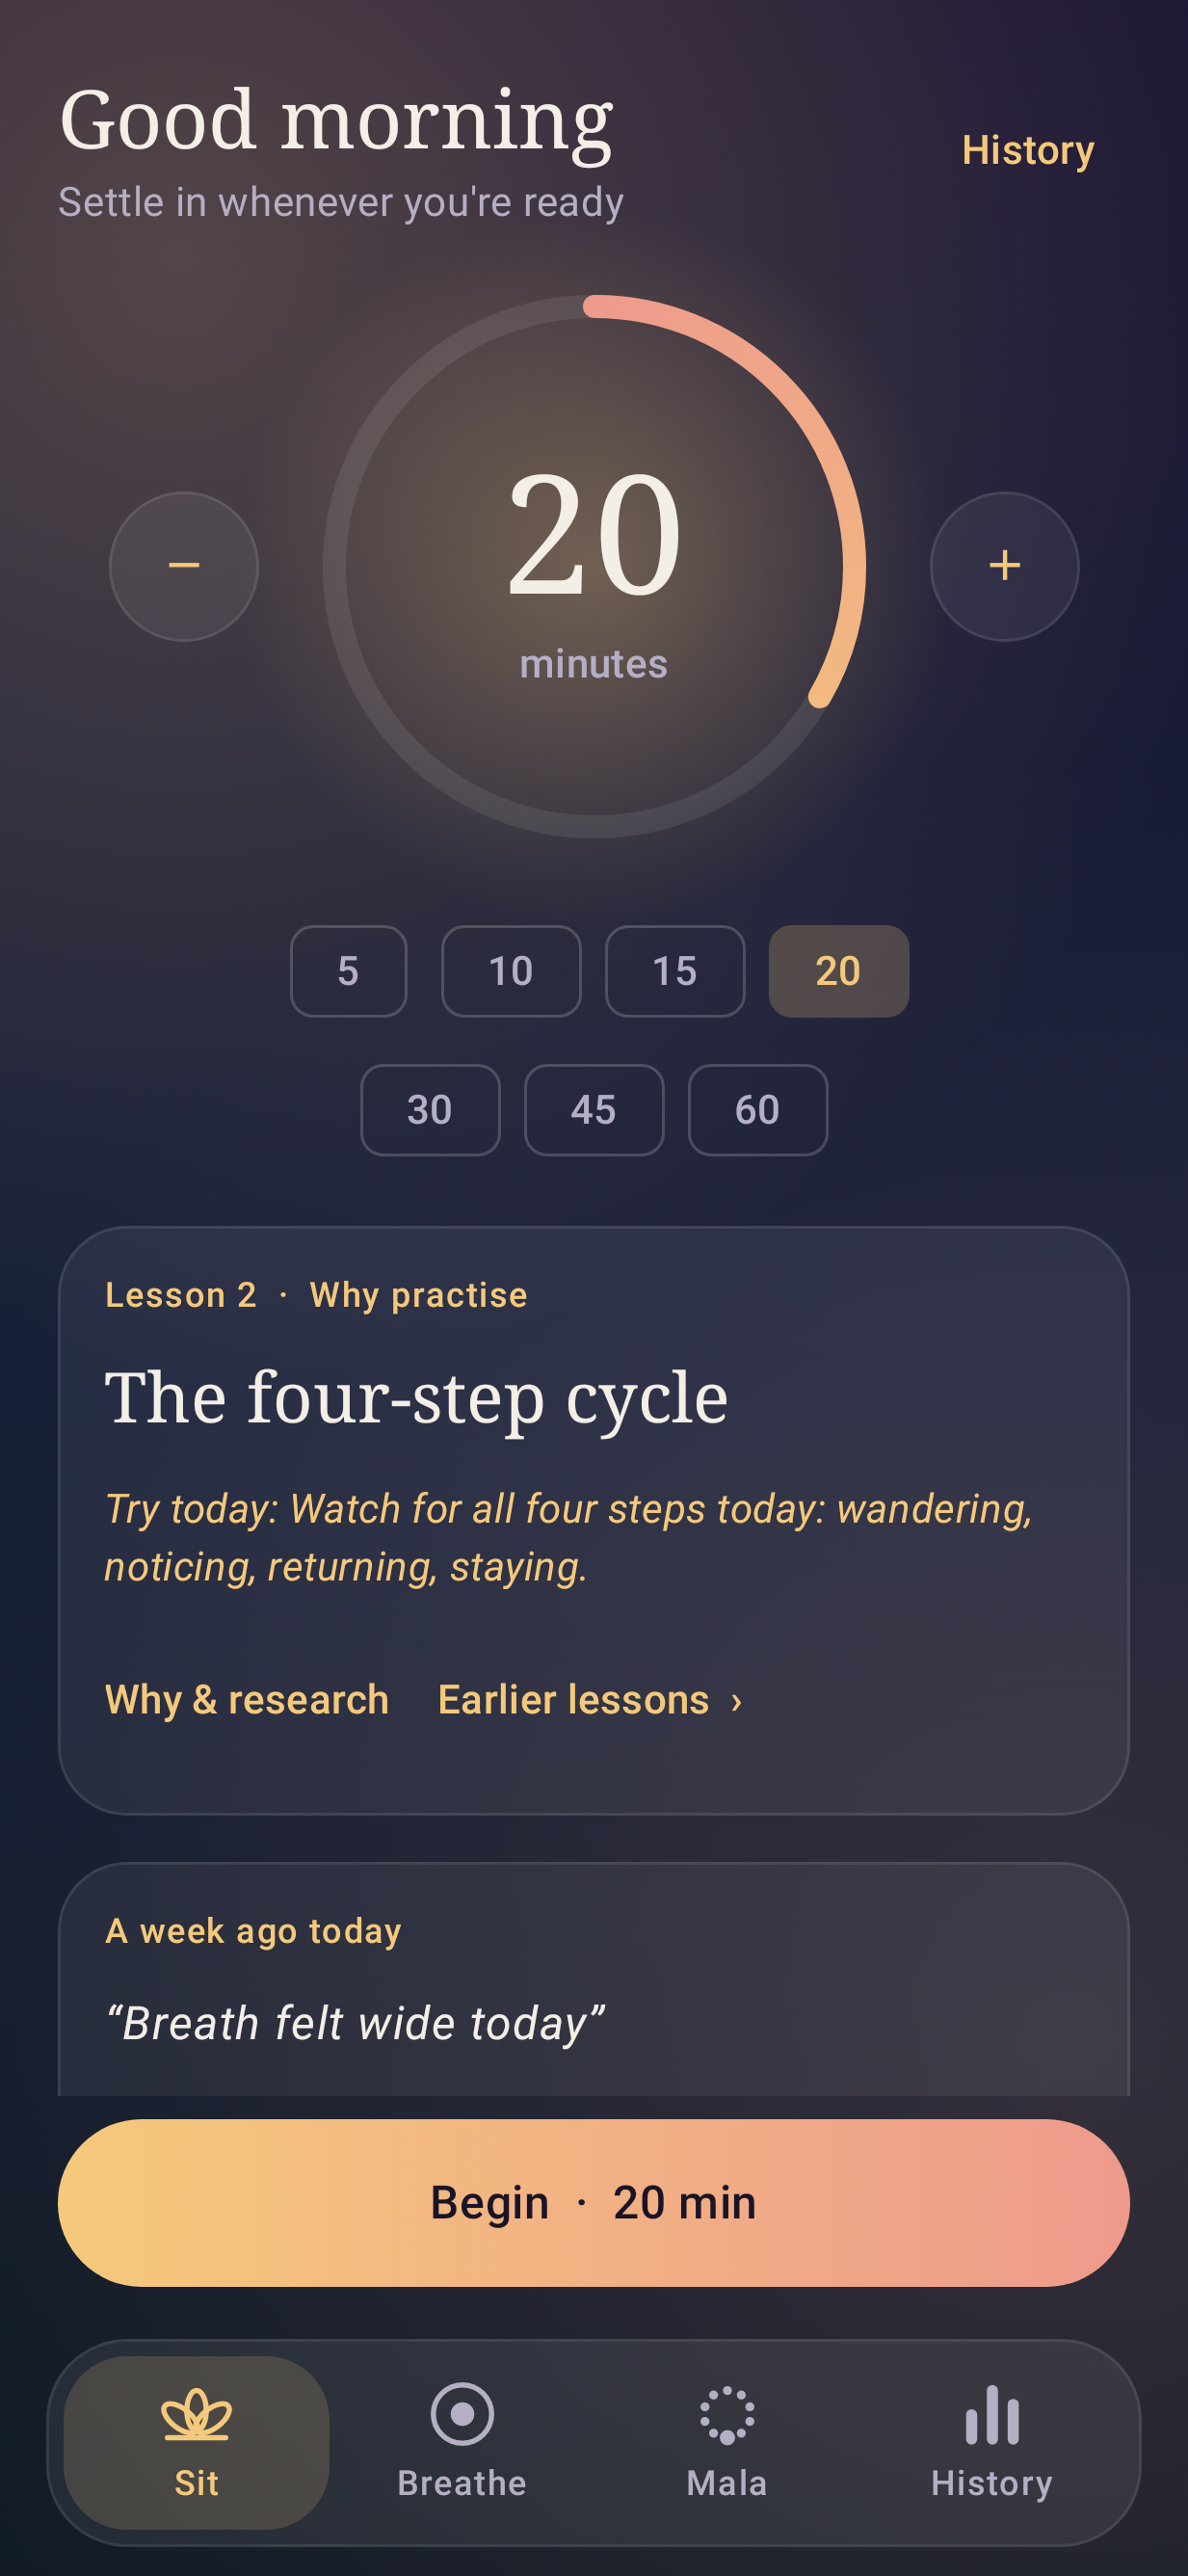 Good morning
History
Settle in whenever you're ready
20
minutes
−
+
5 10 15 20
30 45 60
Lesson 2 · Why practise
The four-step cycle
Try today: Watch for all four steps today: wandering,
noticing, returning, staying.
Why & research Earlier lessons ›
A week ago today
“Breath felt wide today”
Begin · 20 min
Sit Breathe Mala History